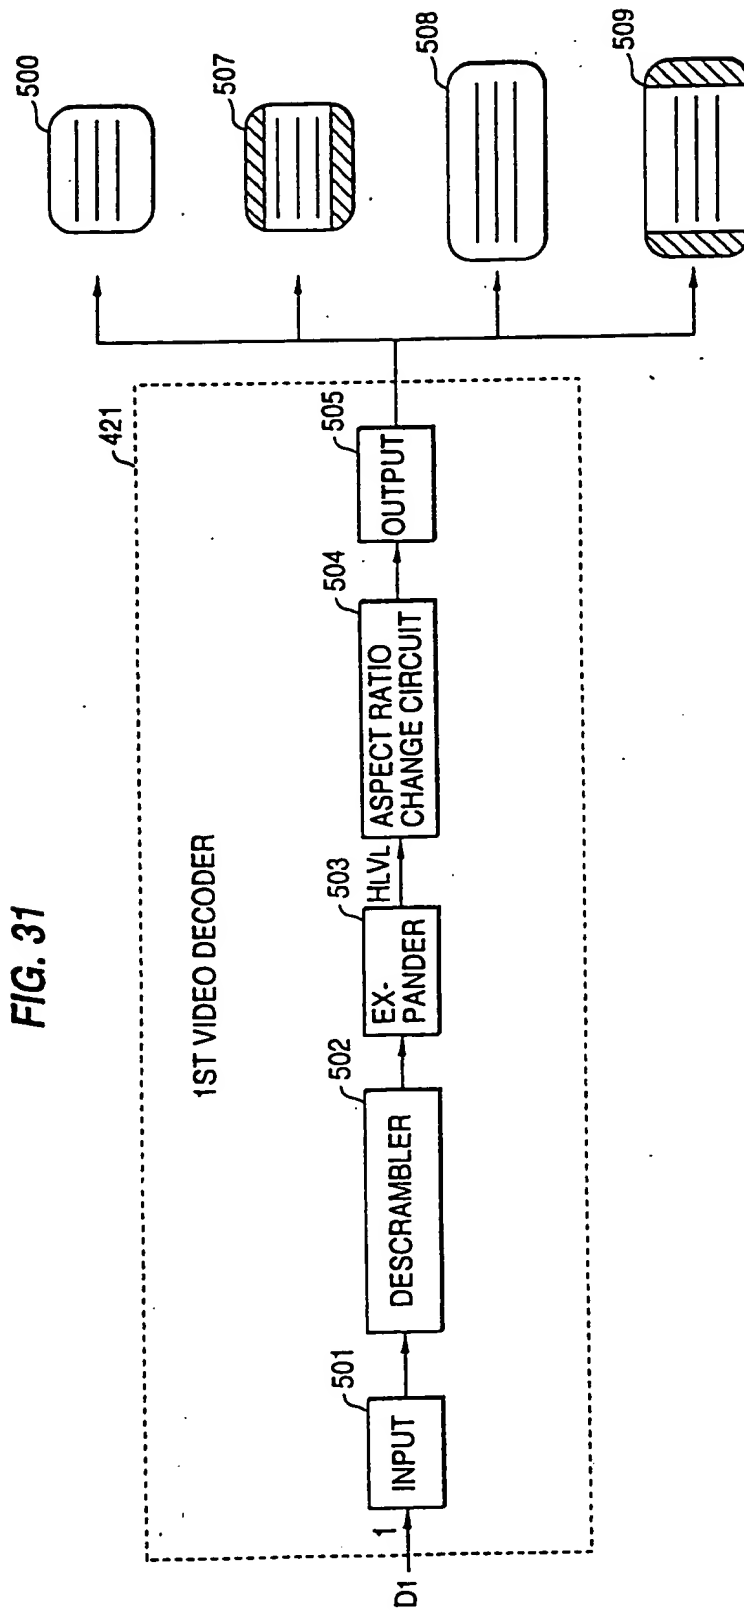 FIG. 31
421
1ST VIDEO DECODER
D1
1
501
INPUT
502
DESCRAMBLER
503
EX-
PANDER
HLVL
504
ASPECT RATIO
CHANGE CIRCUIT
505
OUTPUT
500
507
508
509